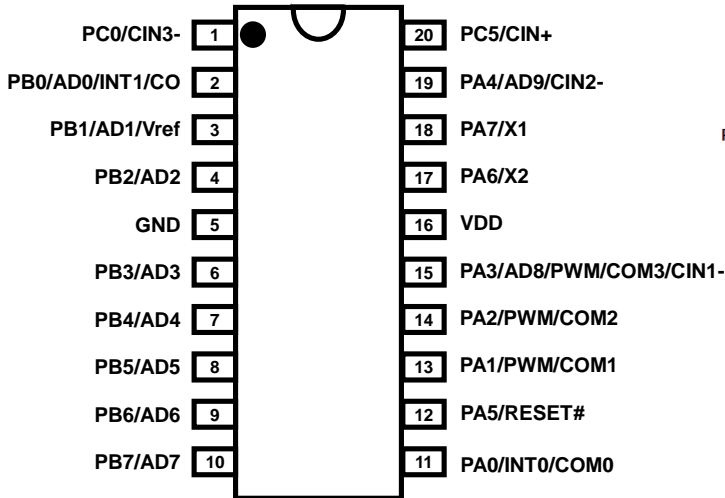 PC0/CIN3- 1 20 PC5/CIN+
PB0/AD0/INT1/CO 2 19 PA4/AD9/CIN2-
PB1/AD1/Vref 3 18 PA7/X1
PB2/AD2 4 17 PA6/X2
GND 5 16 VDD
PB3/AD3 6 15 PA3/AD8/PWM/COM3/CIN1-
PB4/AD4 7 14 PA2/PWM/COM2
PB5/AD5 8 13 PA1/PWM/COM1
PB6/AD6 9 12 PA5/RESET#
PB7/AD7 10 11 PA0/INT0/COM0